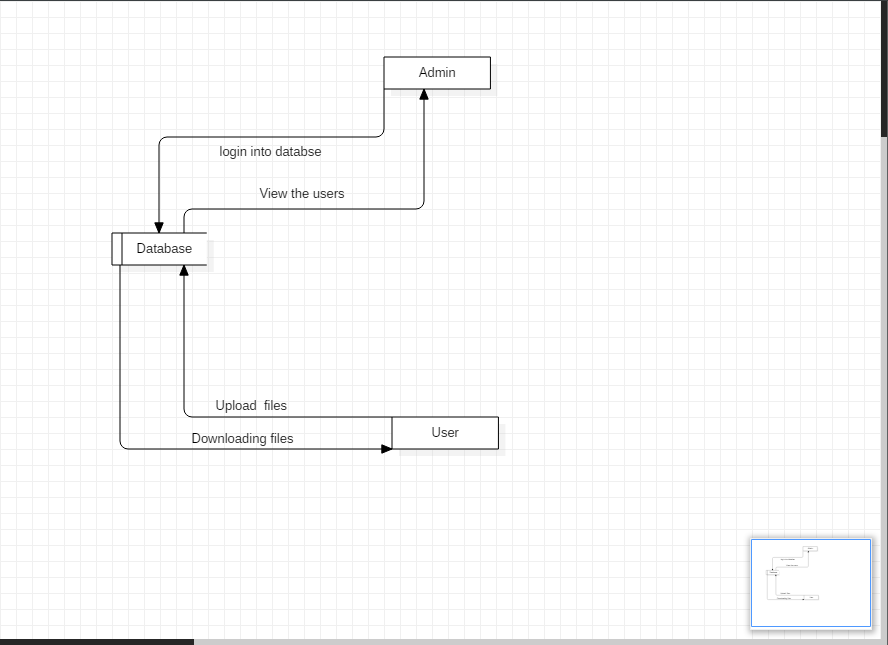 Admin
login into databse
View the users
Database
Upload  files
User
Downloading files